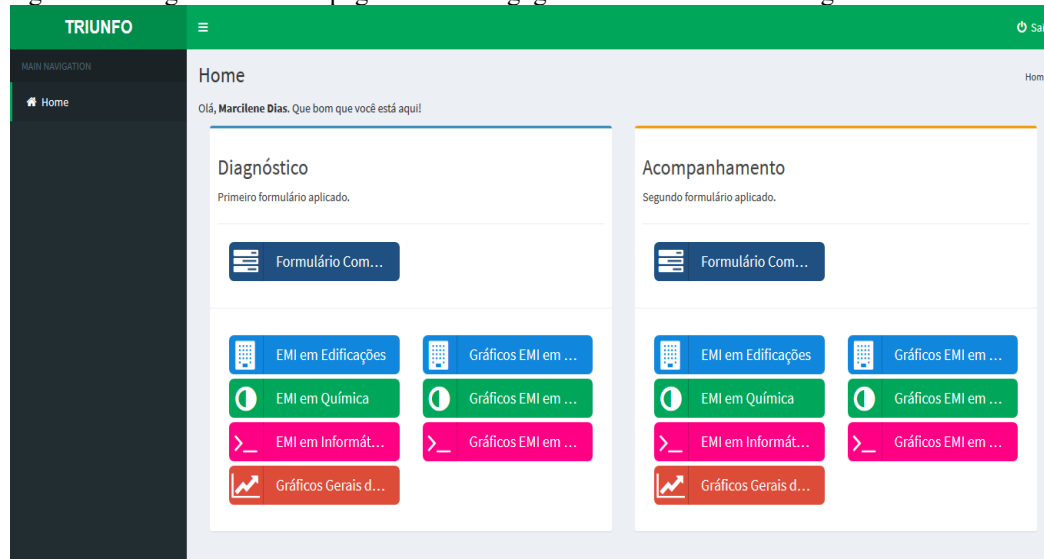 TRIUNFO
Sai
MAIN NAVIGATION
Home
Home
Hom
Olá, Marcilene Dias. Que bom que você está aqui!
Diagnóstico
Primeiro formulário aplicado.
Formulário Com...
EMI em Edificações
Gráficos EMI em ...
EMI em Química
Gráficos EMI em ...
EMI em Informát...
Gráficos EMI em ...
Gráficos Gerais d...
Acompanhamento
Segundo formulário aplicado.
Formulário Com...
EMI em Edificações
Gráficos EMI em ...
EMI em Química
Gráficos EMI em ...
EMI em Informát...
Gráficos EMI em ...
Gráficos Gerais d...